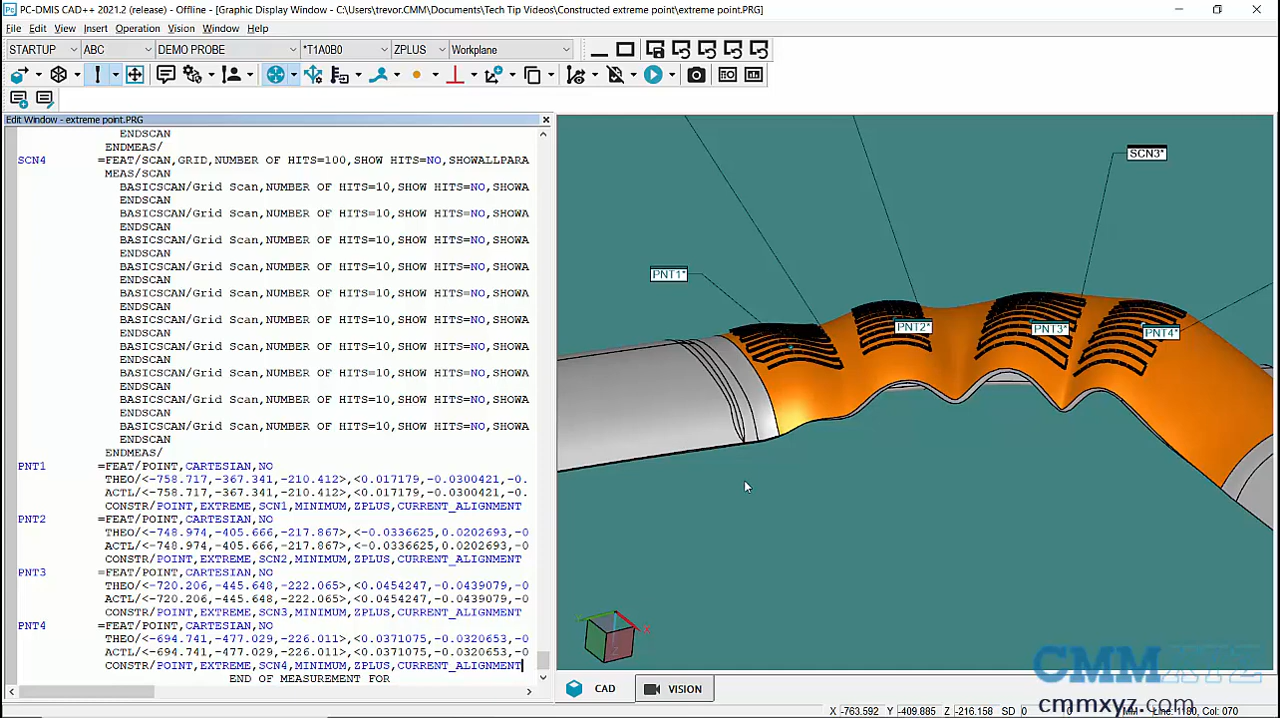 PC-DMIS CAD++ 2021.2 (release) - Offline - [Graphic Display Window - C:\Users\trevor.CMM\Documents\Tech Tip Videos\Constructed extreme point\extreme point.PRG]
File Edit View Insert Operation Vision Window Help
STARTUP ABC DEMO PROBE *T1A0B0 ZPLUS Workplane
Edit Window - extreme point.PRG
ENDSCAN
ENDMEAS/
SCN4 =FEAT/SCAN,GRID,NUMBER OF HITS=100,SHOW HITS=NO,SHOWALLPARA
MEAS/SCAN
BASICSCAN/Grid Scan,NUMBER OF HITS=10,SHOW HITS=NO,SHOWA
ENDSCAN
BASICSCAN/Grid Scan,NUMBER OF HITS=10,SHOW HITS=NO,SHOWA
ENDSCAN
BASICSCAN/Grid Scan,NUMBER OF HITS=10,SHOW HITS=NO,SHOWA
ENDSCAN
BASICSCAN/Grid Scan,NUMBER OF HITS=10,SHOW HITS=NO,SHOWA
ENDSCAN
BASICSCAN/Grid Scan,NUMBER OF HITS=10,SHOW HITS=NO,SHOWA
ENDSCAN
BASICSCAN/Grid Scan,NUMBER OF HITS=10,SHOW HITS=NO,SHOWA
ENDSCAN
BASICSCAN/Grid Scan,NUMBER OF HITS=10,SHOW HITS=NO,SHOWA
ENDSCAN
BASICSCAN/Grid Scan,NUMBER OF HITS=10,SHOW HITS=NO,SHOWA
ENDSCAN
BASICSCAN/Grid Scan,NUMBER OF HITS=10,SHOW HITS=NO,SHOWA
ENDSCAN
BASICSCAN/Grid Scan,NUMBER OF HITS=10,SHOW HITS=NO,SHOWA
ENDSCAN
ENDMEAS/
PNT1 =FEAT/POINT,CARTESIAN,NO
THEO/<-758.717,-367.341,-210.412>,<0.017179,-0.0300421,-0.
ACTL/<-758.717,-367.341,-210.412>,<0.017179,-0.0300421,-0.
CONSTR/POINT,EXTREME,SCN1,MINIMUM,ZPLUS,CURRENT_ALIGNMENT
PNT2 =FEAT/POINT,CARTESIAN,NO
THEO/<-748.974,-405.666,-217.867>,<-0.0336625,0.0202693,-0
ACTL/<-748.974,-405.666,-217.867>,<-0.0336625,0.0202693,-0
CONSTR/POINT,EXTREME,SCN2,MINIMUM,ZPLUS,CURRENT_ALIGNMENT
PNT3 =FEAT/POINT,CARTESIAN,NO
THEO/<-720.206,-445.648,-222.065>,<0.0454247,-0.0439079,-0
ACTL/<-720.206,-445.648,-222.065>,<0.0454247,-0.0439079,-0
CONSTR/POINT,EXTREME,SCN3,MINIMUM,ZPLUS,CURRENT_ALIGNMENT
PNT4 =FEAT/POINT,CARTESIAN,NO
THEO/<-694.741,-477.029,-226.011>,<0.0371075,-0.0320653,-0
ACTL/<-694.741,-477.029,-226.011>,<0.0371075,-0.0320653,-0
CONSTR/POINT,EXTREME,SCN4,MINIMUM,ZPLUS,CURRENT_ALIGNMENT
END OF MEASUREMENT FOR
SCN3*
PNT1*
PNT2*
PNT3*
PNT4*
CAD VISION
CMMXYZ
cmmxyz.com
X -763.592 Y -409.885 Z -216.158 SD 0
Line: 1180, Col: 070